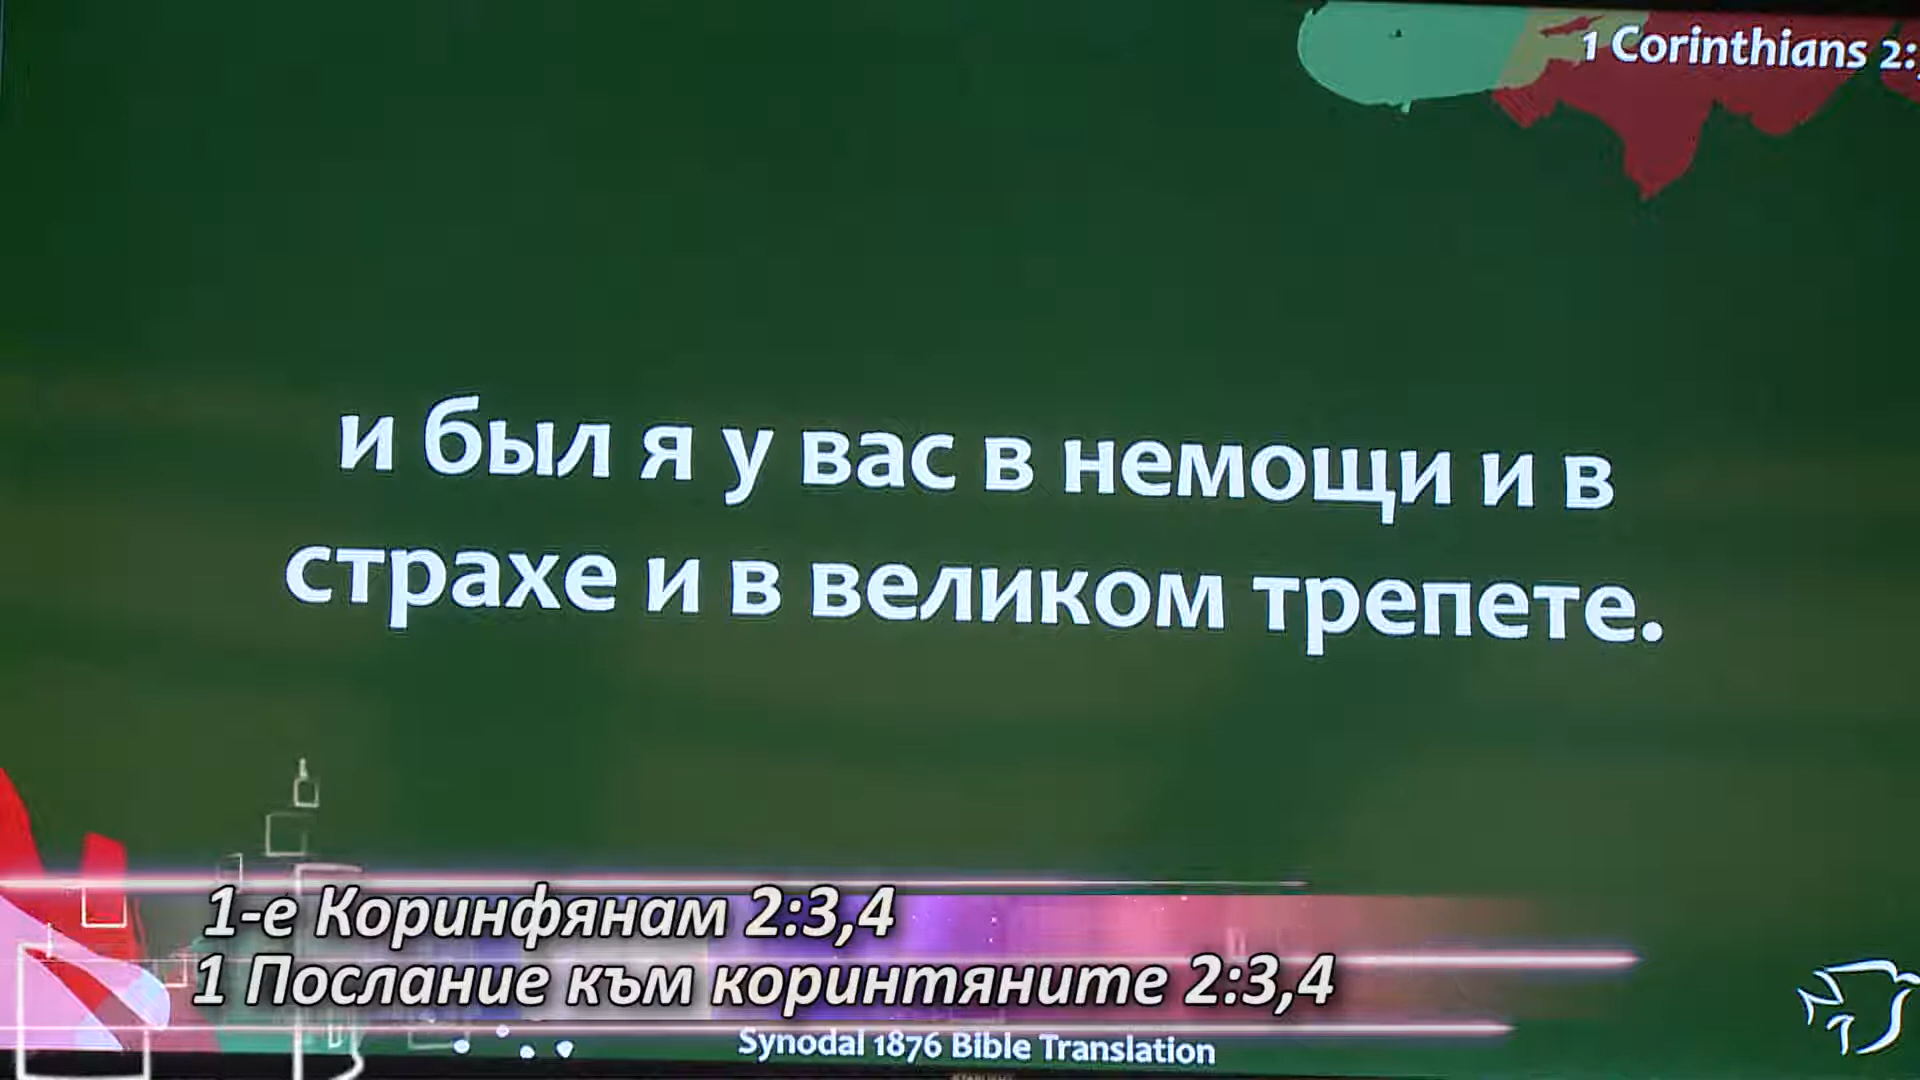 1 Corinthians 2:
и был я у вас в немощи и в
страхе и в великом трепете.
1-е Коринфянам 2:3,4
1 Послание към коринтяните 2:3,4
Synodal 1876 Bible Translation